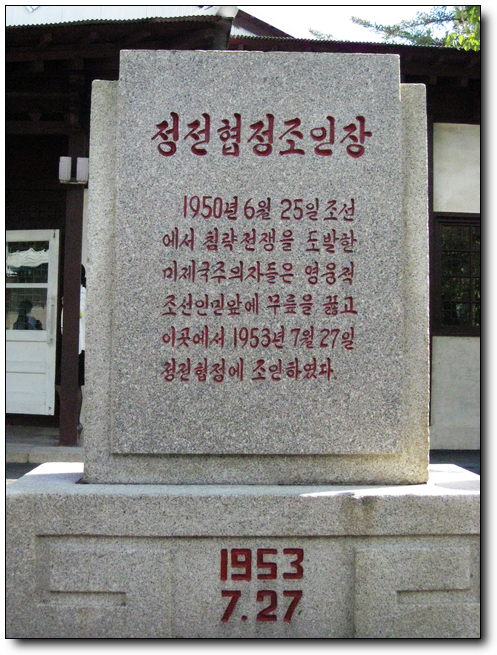 정전협정조인장
1950년 6월 25일 조선
에서 침략전쟁을 도발한
미제국주의자들은 영웅적
조선인민앞에 무릎을 꿇고
이곳에서 1953년 7월 27일
정전협정에 조인하였다.
1953
7.27